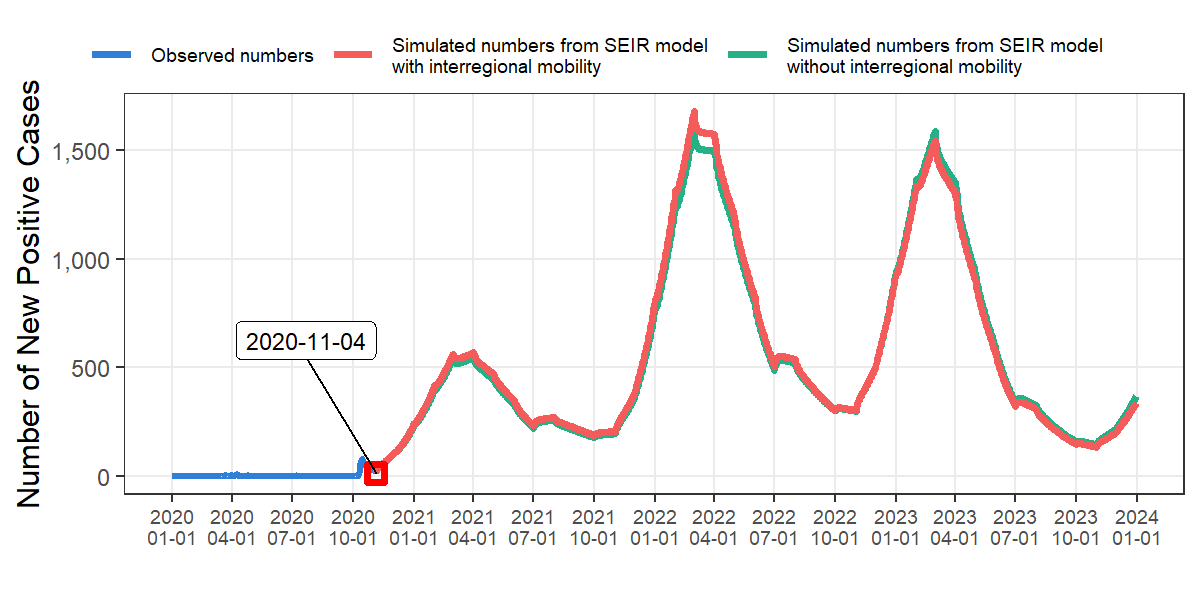 Observed numbers
Simulated numbers from SEIR model
with interregional mobility
Simulated numbers from SEIR model
without interregional mobility
Number of New Positive Cases
1,500
1,000
500
0
2020-11-04
2020 2020 2020 2020 2021 2021 2021 2021 2022 2022 2022 2022 2023 2023 2023 2023 2024
01-01 04-01 07-01 10-01 01-01 04-01 07-01 10-01 01-01 04-01 07-01 10-01 01-01 04-01 07-01 10-01 01-01